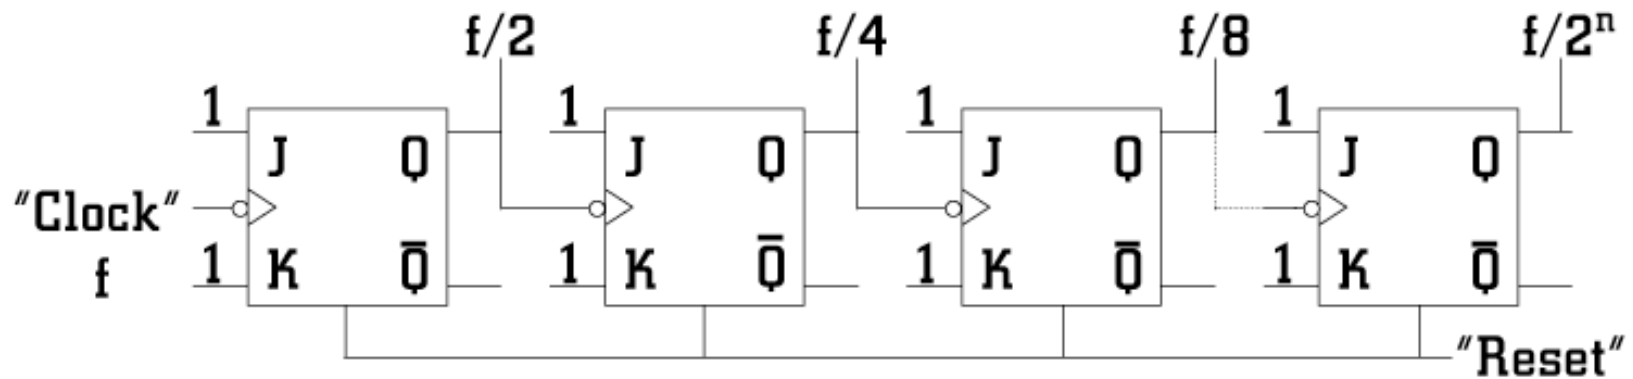 f/2 f/4 f/8 f/2ⁿ
1 1 1 1
J Q J Q J Q J Q
"Clock"
f
1 1 1 1
K Q̅ K Q̅ K Q̅ K Q̅
"Reset"